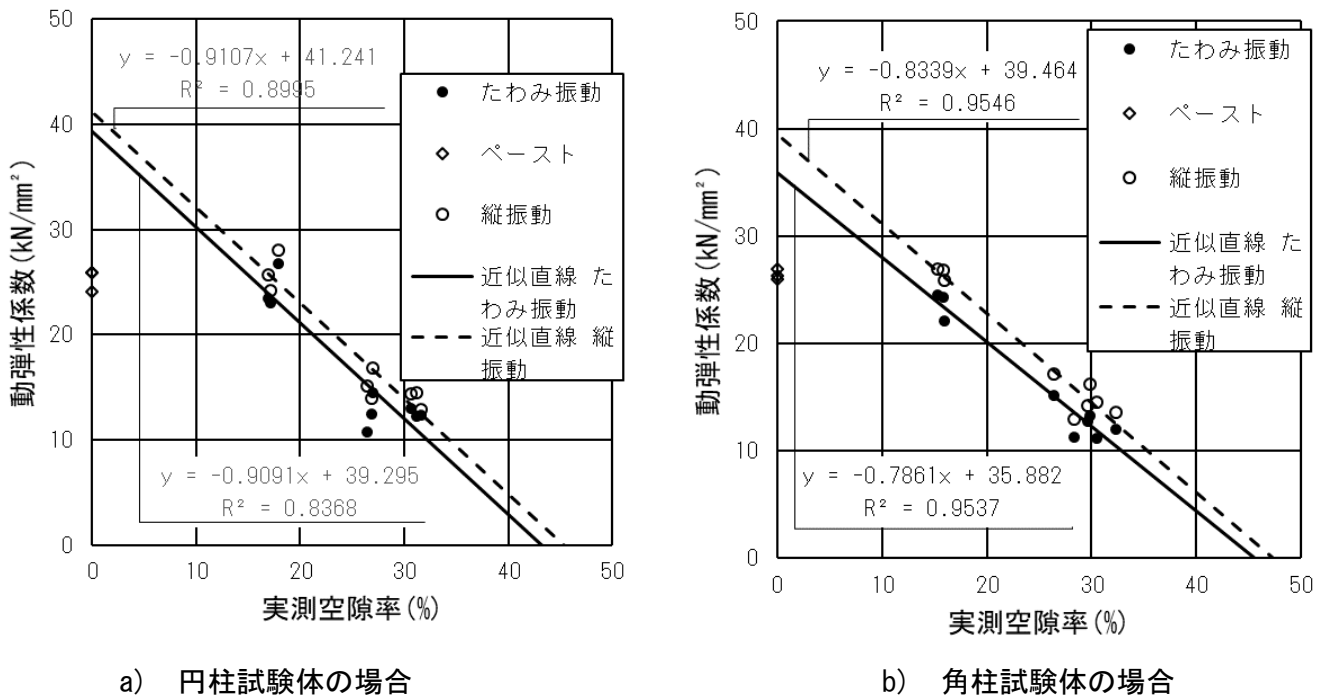 50
40
30
20
10
0
動弾性係数(kN/mm²)
y = -0.9107x + 41.241
R² = 0.8995
y = -0.9091x + 39.295
R² = 0.8368
たわみ振動
ペースト
縦振動
近似直線 た
わみ振動
近似直線 縦
振動
0 10 20 30 40 50
実測空隙率(%)
a) 円柱試験体の場合
50
40
30
20
10
0
動弾性係数(kN/mm²)
y = -0.8339x + 39.464
R² = 0.9546
y = -0.7861x + 35.882
R² = 0.9537
たわみ振動
ペースト
縦振動
近似直線 た
わみ振動
近似直線 縦
振動
0 10 20 30 40 50
実測空隙率(%)
b) 角柱試験体の場合